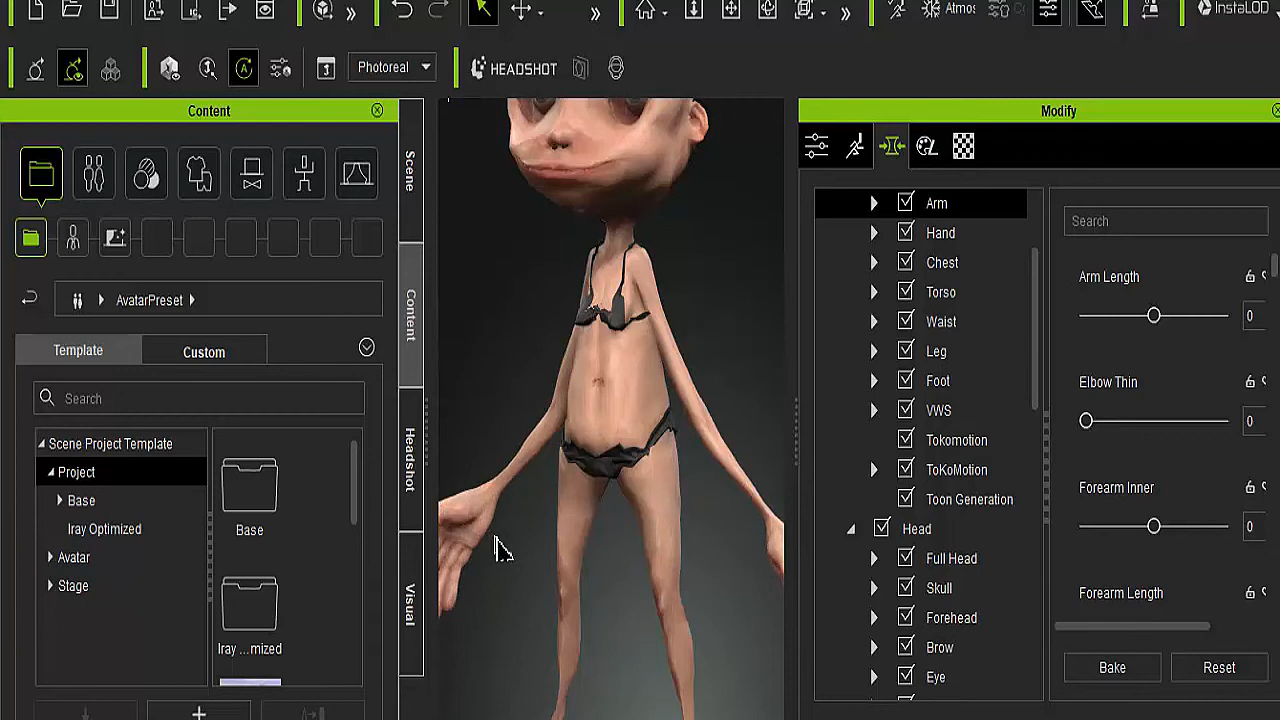 Atmos
InstaLOD
Photoreal
HEADSHOT
Content
Modify
Scene
Content
Headshot
Visual
AvatarPreset
Template
Custom
Search
Scene Project Template
Project
Base
Iray Optimized
Avatar
Stage
Base
Iray ...mized
Arm
Hand
Chest
Torso
Waist
Leg
Foot
VWS
Tokomotion
ToKoMotion
Toon Generation
Head
Full Head
Skull
Forehead
Brow
Eye
Search
Arm Length
0
Elbow Thin
0
Forearm Inner
0
Forearm Length
Bake
Reset